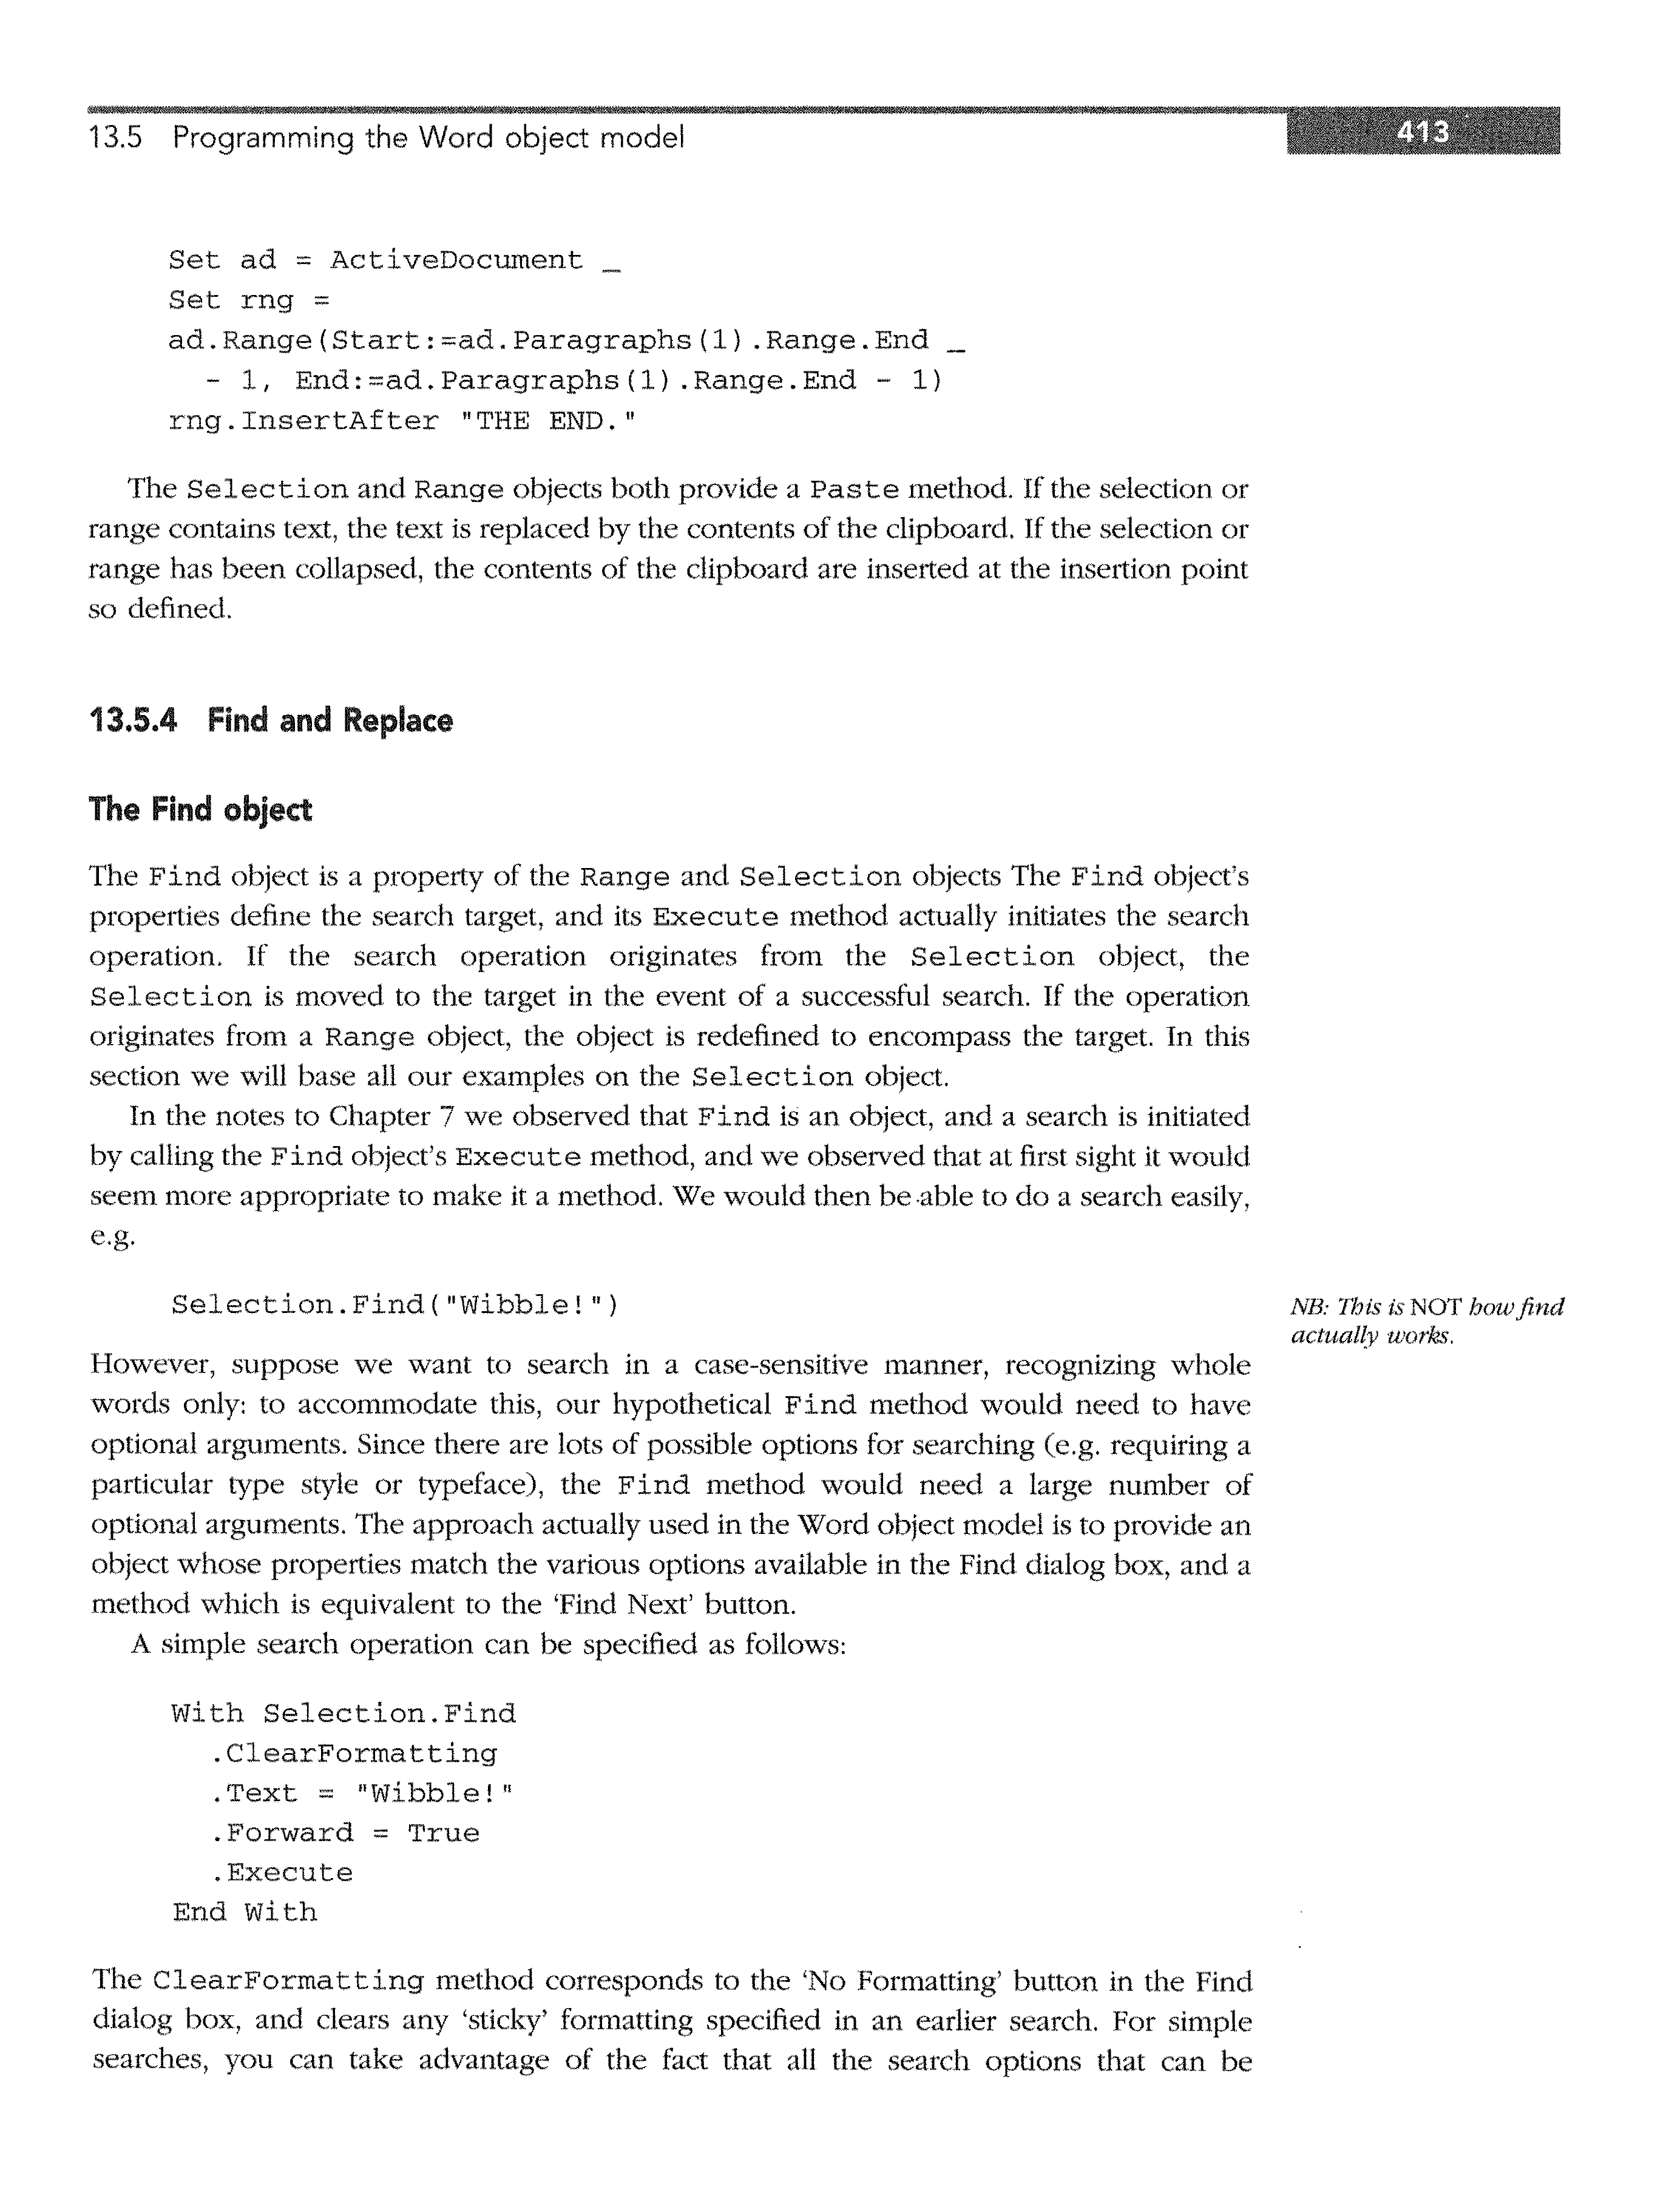 13.5 Programming the Word object model
413
Set ad = ActiveDocument _
Set rng =
ad.Range(Start:=ad.Paragraphs(1).Range.End _
- 1, End:=ad.Paragraphs(1).Range.End - 1)
rng.InsertAfter "THE END."
The Selection and Range objects both provide a Paste method. If the selection or
range contains text, the text is replaced by the contents of the clipboard. If the selection or
range has been collapsed, the contents of the clipboard are inserted at the insertion point
so defined.
13.5.4 Find and Replace
The Find object
The Find object is a property of the Range and Selection objects The Find object's
properties define the search target, and its Execute method actually initiates the search
operation. If the search operation originates from the Selection object, the
Selection is moved to the target in the event of a successful search. If the operation
originates from a Range object, the object is redefined to encompass the target. In this
section we will base all our examples on the Selection object.
In the notes to Chapter 7 we observed that Find is an object, and a search is initiated
by calling the Find object's Execute method, and we observed that at first sight it would
seem more appropriate to make it a method. We would then be able to do a search easily,
e.g.
Selection.Find("Wibble!")
NB: This is NOT how find
actually works.
However, suppose we want to search in a case-sensitive manner, recognizing whole
words only: to accommodate this, our hypothetical Find method would need to have
optional arguments. Since there are lots of possible options for searching (e.g. requiring a
particular type style or typeface), the Find method would need a large number of
optional arguments. The approach actually used in the Word object model is to provide an
object whose properties match the various options available in the Find dialog box, and a
method which is equivalent to the 'Find Next' button.
A simple search operation can be specified as follows:
With Selection.Find
.ClearFormatting
.Text = "Wibble!"
.Forward = True
.Execute
End With
The ClearFormatting method corresponds to the 'No Formatting' button in the Find
dialog box, and clears any 'sticky' formatting specified in an earlier search. For simple
searches, you can take advantage of the fact that all the search options that can be